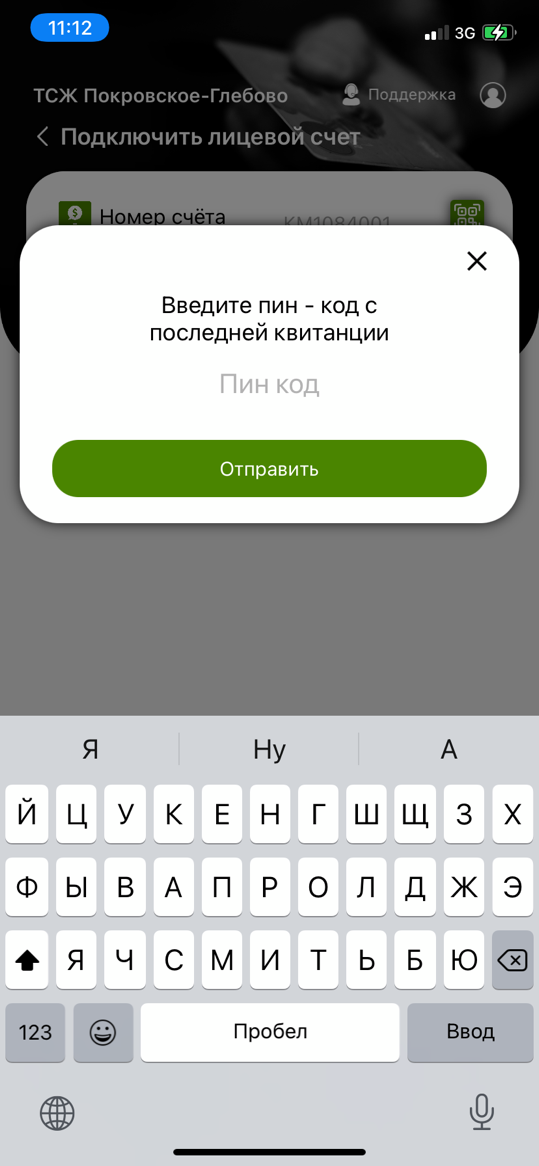 11:12
3G
ТСЖ Покровское-Глебово
Поддержка
Подключить лицевой счет
Номер счёта
КМ1984001
Введите пин - код с
последней квитанции
Пин код
Отправить
Я Ну А
Й Ц У К Е Н Г Ш Щ З Х
Ф Ы В А П Р О Л Д Ж Э
Я Ч С М И Т Ь Б Ю
123 Пробел Ввод